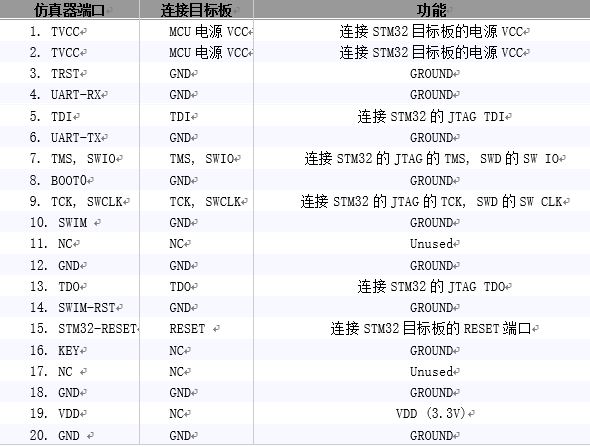 仿真器端口 连接目标板 功能
1. TVCC MCU 电源 VCC 连接 STM32 目标板的电源 VCC
2. TVCC MCU 电源 VCC 连接 STM32 目标板的电源 VCC
3. TRST GND GROUND
4. UART-RX GND GROUND
5. TDI TDI 连接 STM32 的 JTAG TDI
6. UART-TX GND GROUND
7. TMS, SWIO TMS, SWIO 连接 STM32 的 JTAG 的 TMS, SWD 的 SW IO
8. BOOT0 GND GROUND
9. TCK, SWCLK TCK, SWCLK 连接 STM32 的 JTAG 的 TCK, SWD 的 SW CLK
10. SWIM GND GROUND
11. NC NC Unused
12. GND GND GROUND
13. TDO TDO 连接 STM32 的 JTAG TDO
14. SWIM-RST GND GROUND
15. STM32-RESET RESET 连接 STM32 目标板的 RESET 端口
16. KEY NC GROUND
17. NC NC Unused
18. GND GND GROUND
19. VDD NC VDD (3.3V)
20. GND GND GROUND